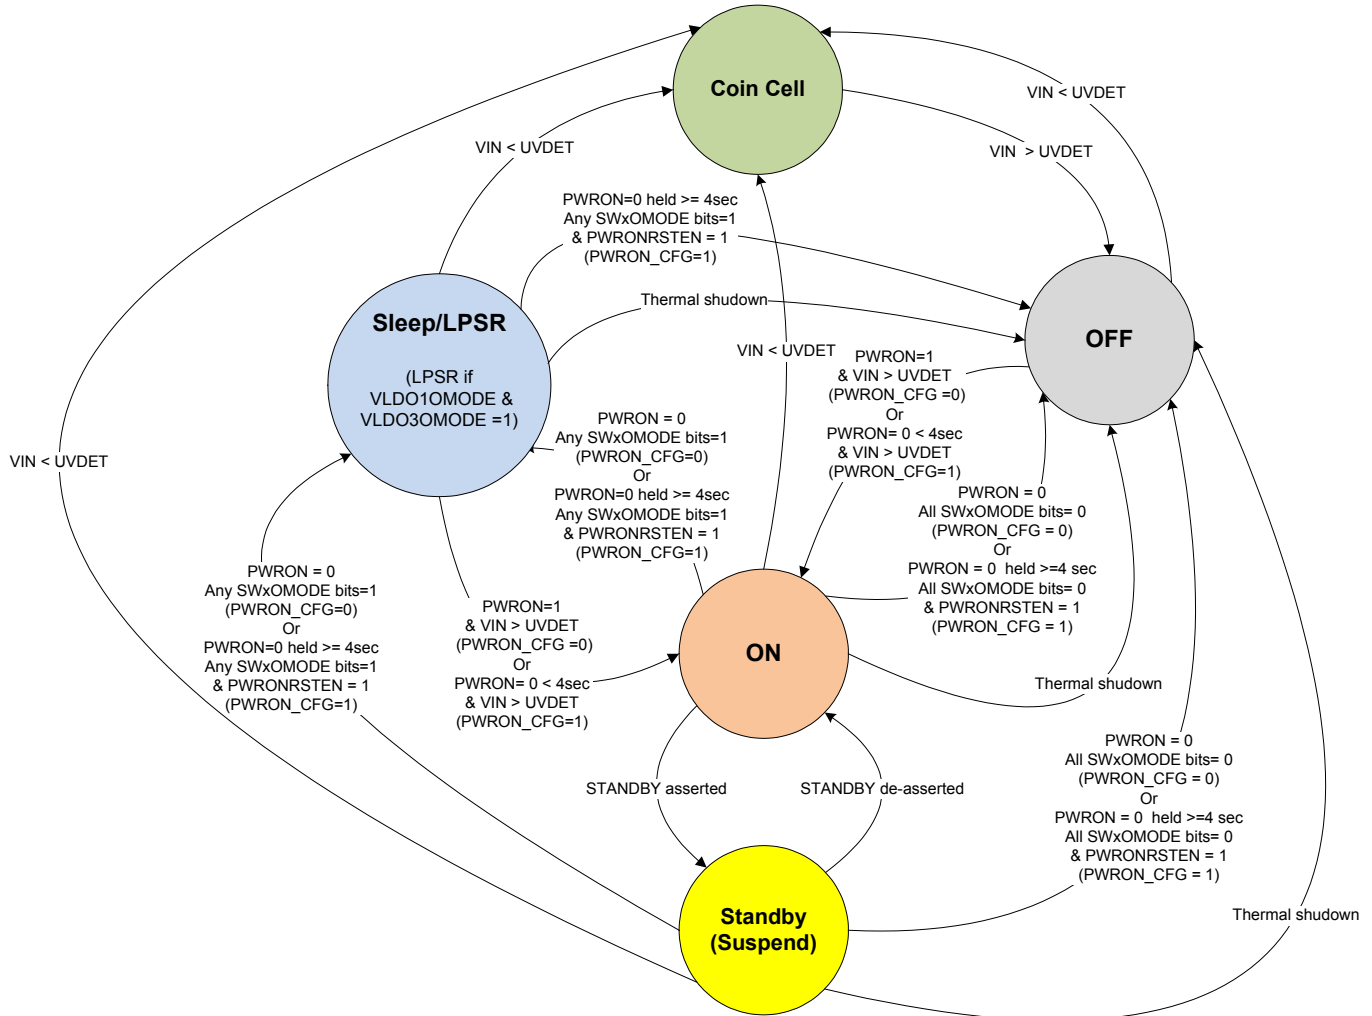 Coin Cell
VIN < UVDET
VIN < UVDET
VIN > UVDET
PWRON=0 held >= 4sec
Any SWxOMODE bits=1
& PWRONRSTEN = 1
(PWRON_CFG=1)
Thermal shudown
Sleep/LPSR
(LPSR if
VLDO1OMODE &
VLDO3OMODE =1)
OFF
VIN < UVDET
PWRON=1
& VIN > UVDET
(PWRON_CFG =0)
Or
PWRON= 0 < 4sec
& VIN > UVDET
(PWRON_CFG=1)
PWRON = 0
Any SWxOMODE bits=1
(PWRON_CFG=0)
Or
PWRON=0 held >= 4sec
Any SWxOMODE bits=1
& PWRONRSTEN = 1
(PWRON_CFG=1)
VIN < UVDET
PWRON = 0
All SWxOMODE bits= 0
(PWRON_CFG = 0)
Or
PWRON = 0  held >=4 sec
All SWxOMODE bits= 0
& PWRONRSTEN = 1
(PWRON_CFG = 1)
PWRON = 0
Any SWxOMODE bits=1
(PWRON_CFG=0)
Or
PWRON=0 held >= 4sec
Any SWxOMODE bits=1
& PWRONRSTEN = 1
(PWRON_CFG=1)
PWRON=1
& VIN > UVDET
(PWRON_CFG =0)
Or
PWRON= 0 < 4sec
& VIN > UVDET
(PWRON_CFG=1)
ON
Thermal shudown
STANDBY asserted
STANDBY de-asserted
PWRON = 0
All SWxOMODE bits= 0
(PWRON_CFG = 0)
Or
PWRON = 0  held >=4 sec
All SWxOMODE bits= 0
& PWRONRSTEN = 1
(PWRON_CFG = 1)
Standby
(Suspend)
Thermal shudown